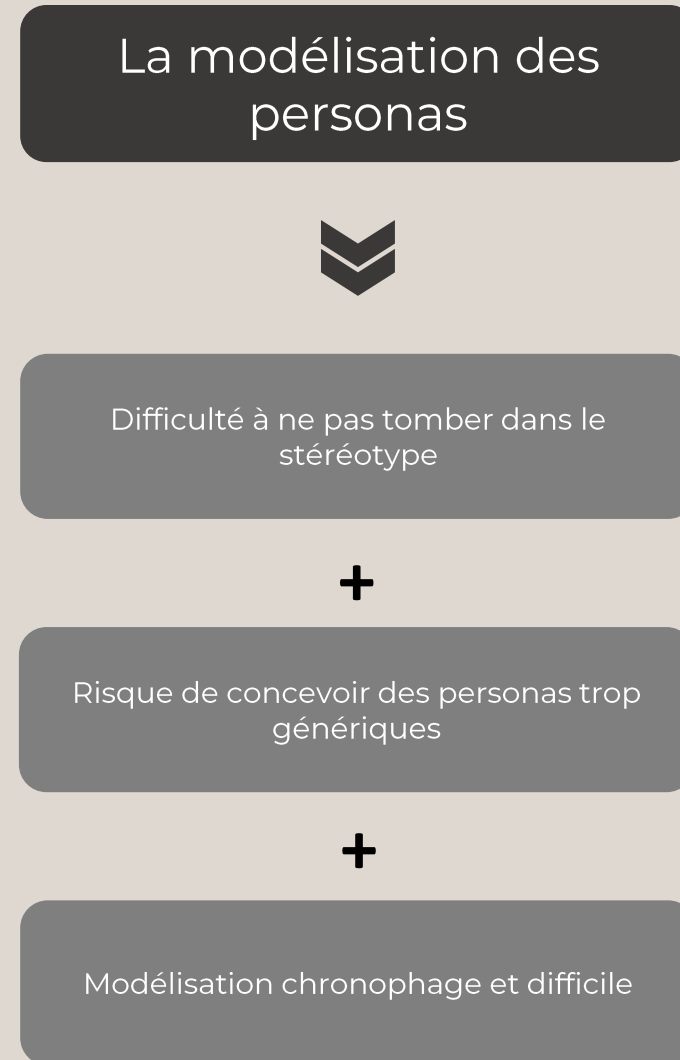 La modélisation des
personas
Difficulté à ne pas tomber dans le
stéréotype
+
Risque de concevoir des personas trop
génériques
+
Modélisation chronophage et difficile